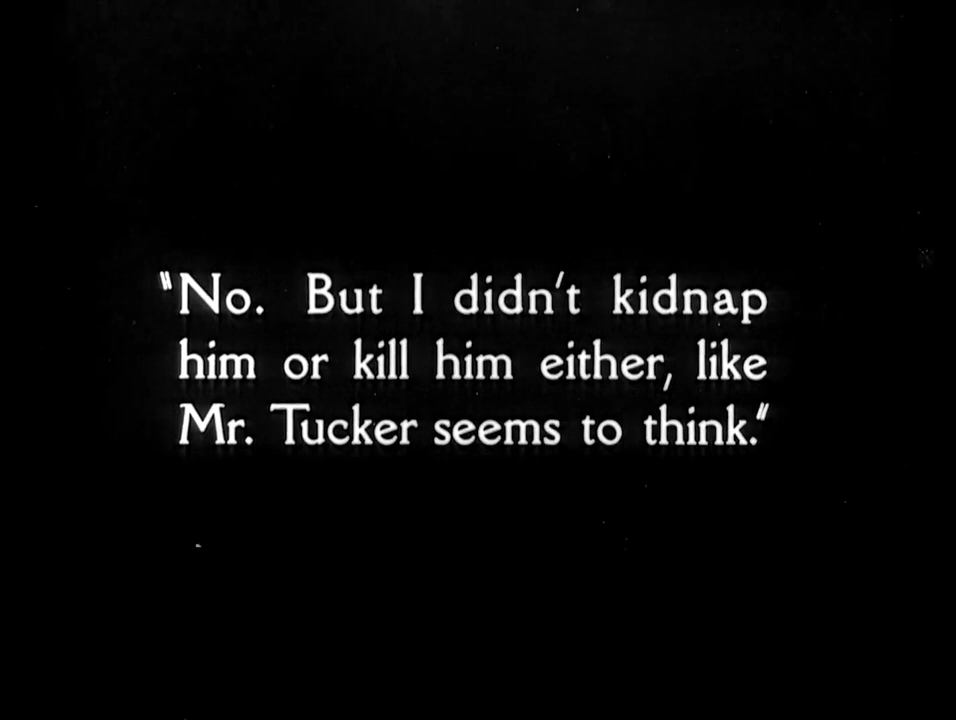 "No. But I didn't kidnap
him or kill him either, like
Mr. Tucker seems to think."